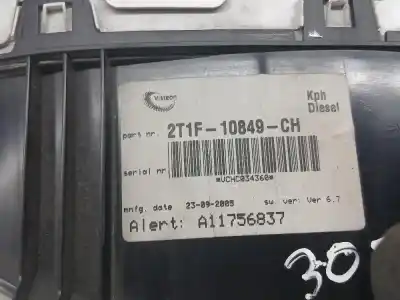 Visteon
Kph
Diesel
part nr. 2T1F-10849-CH
serial nr
*VCHC034360*
mnfg. date 23-09-2005 sw. ver: Ver 6.7
Alert: A11756837
30